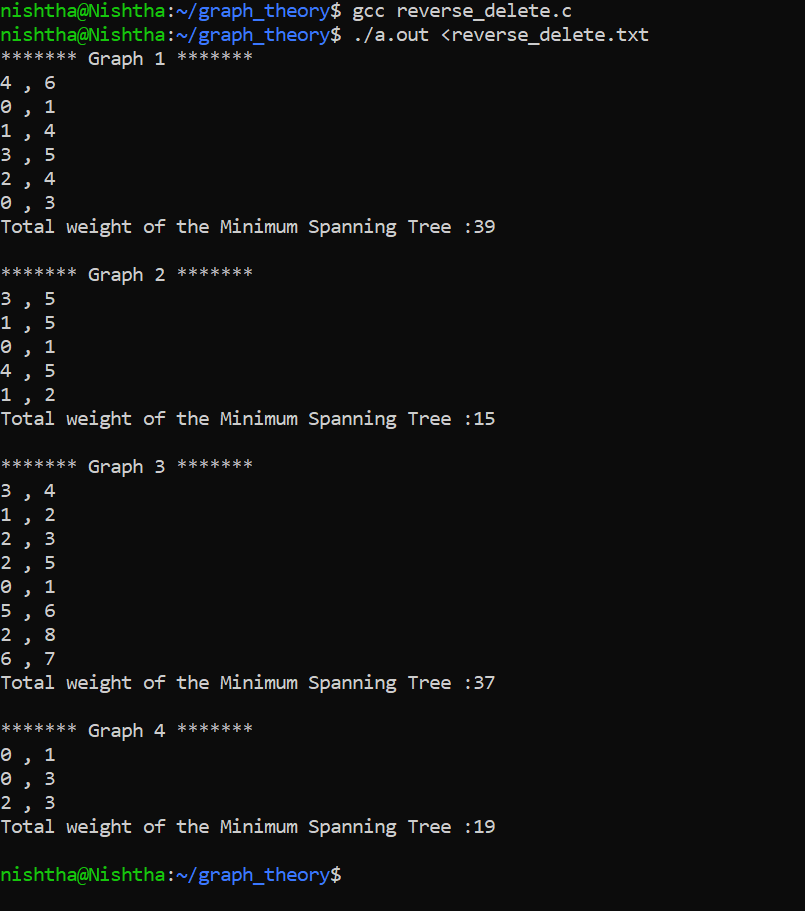 nishtha@Nishtha:~/graph_theory$ gcc reverse_delete.c
nishtha@Nishtha:~/graph_theory$ ./a.out <reverse_delete.txt
******* Graph 1 *******
4 , 6
0 , 1
1 , 4
3 , 5
2 , 4
0 , 3
Total weight of the Minimum Spanning Tree :39
******* Graph 2 *******
3 , 5
1 , 5
0 , 1
4 , 5
1 , 2
Total weight of the Minimum Spanning Tree :15
******* Graph 3 *******
3 , 4
1 , 2
2 , 3
2 , 5
0 , 1
5 , 6
2 , 8
6 , 7
Total weight of the Minimum Spanning Tree :37
******* Graph 4 *******
0 , 1
0 , 3
2 , 3
Total weight of the Minimum Spanning Tree :19
nishtha@Nishtha:~/graph_theory$